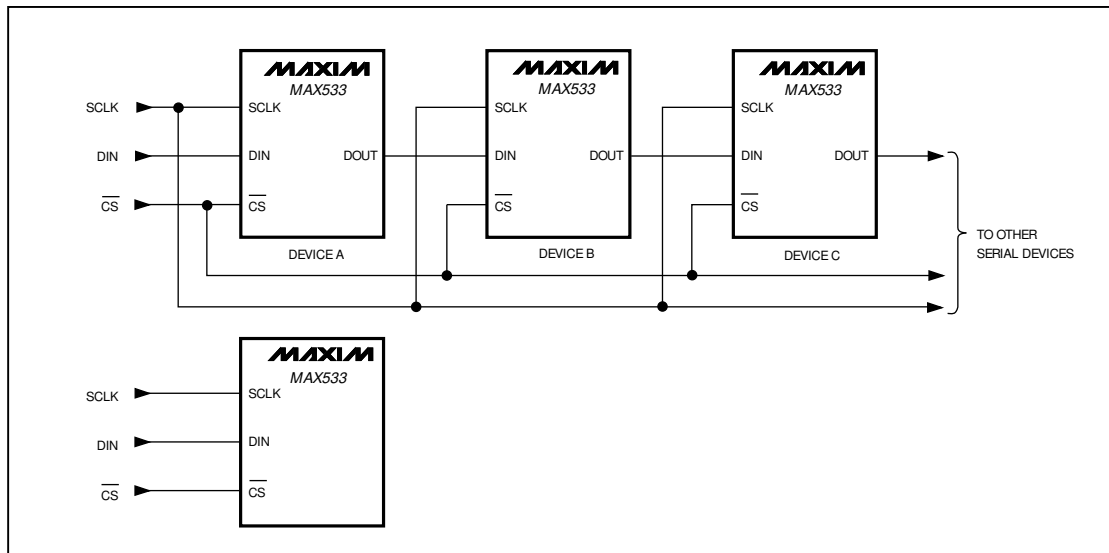 MAXIM MAXIM MAXIM
MAX533 MAX533 MAX533
SCLK SCLK SCLK SCLK
DIN DIN DOUT DIN DOUT DIN DOUT
CS CS CS CS
TO OTHER
SERIAL DEVICES
DEVICE A DEVICE B DEVICE C
MAXIM
MAX533
SCLK SCLK
DIN DIN
CS CS